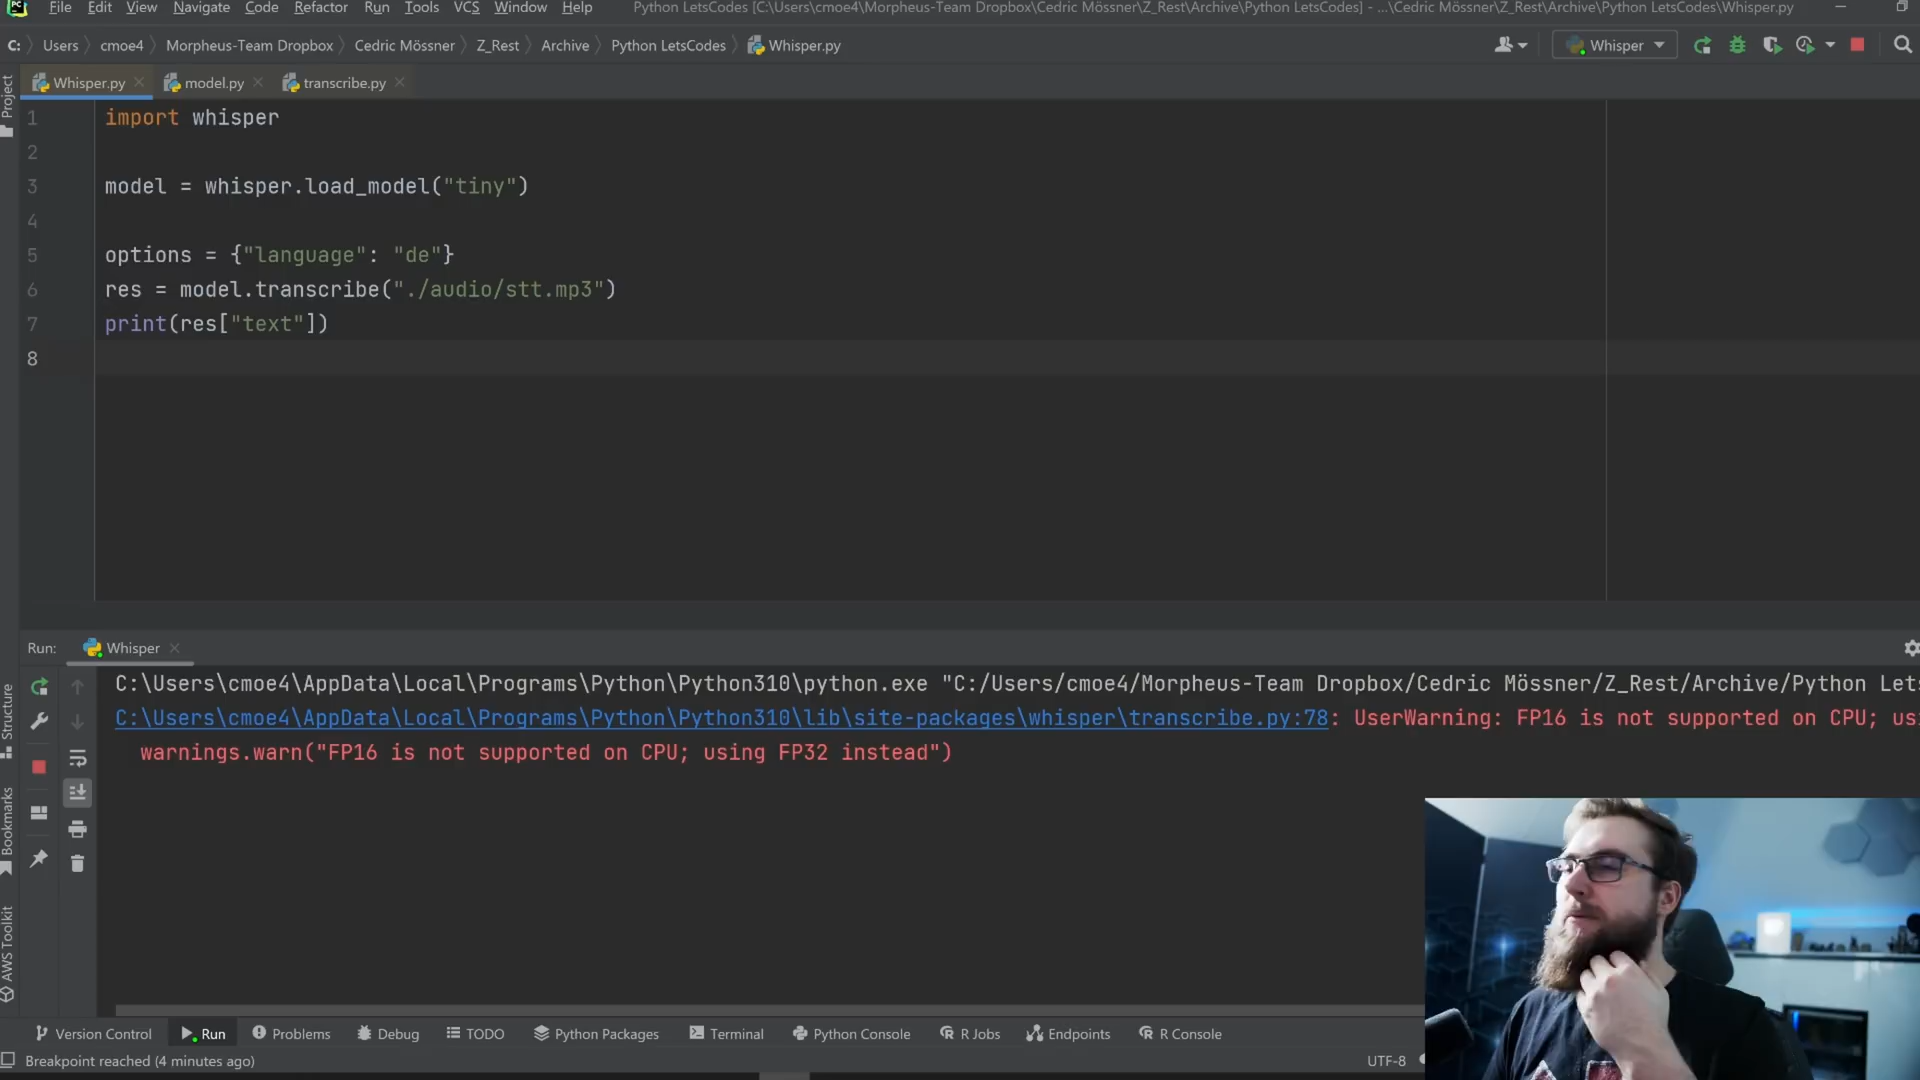 PC File Edit View Navigate Code Refactor Run Tools VCS Window Help Python LetsCodes [C:\Users\cmoe4\Morpheus-Team Dropbox\Cedric Mössner\Z_Rest\Archive\Python LetsCodes] - ...\Cedric Mössner\Z_Rest\Archive\Python LetsCodes\Whisper.py
C: Users cmoe4 Morpheus-Team Dropbox Cedric Mössner Z_Rest Archive Python LetsCodes Whisper.py Whisper
Project
Whisper.py model.py transcribe.py
1 import whisper
2
3 model = whisper.load_model("tiny")
4
5 options = {"language": "de"}
6 res = model.transcribe("./audio/stt.mp3")
7 print(res["text"])
8
Run: Whisper
C:\Users\cmoe4\AppData\Local\Programs\Python\Python310\python.exe "C:/Users/cmoe4/Morpheus-Team Dropbox/Cedric Mössner/Z_Rest/Archive/Python Lets
C:\Users\cmoe4\AppData\Local\Programs\Python\Python310\lib\site-packages\whisper\transcribe.py:78: UserWarning: FP16 is not supported on CPU; usi
warnings.warn("FP16 is not supported on CPU; using FP32 instead")
Structure
Bookmarks
AWS Toolkit
Version Control Run Problems Debug TODO Python Packages Terminal Python Console R Jobs Endpoints R Console
Breakpoint reached (4 minutes ago) UTF-8